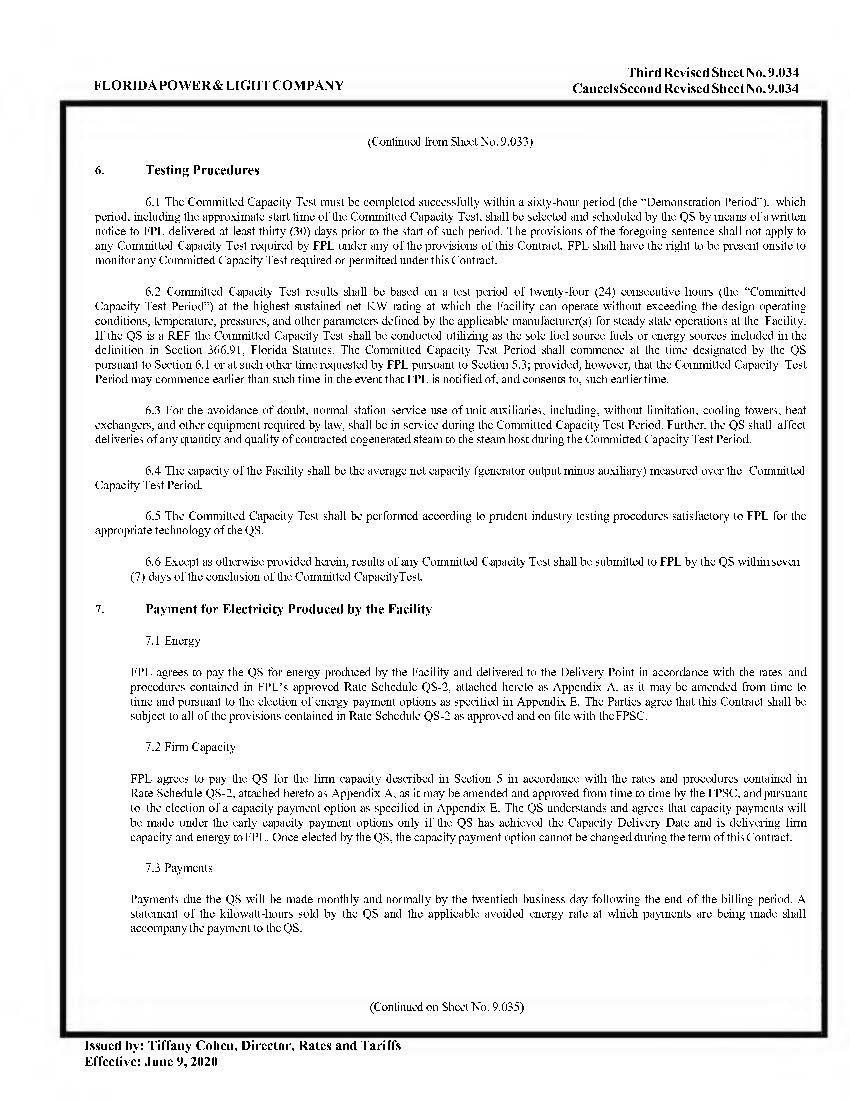 FLORIDA POWER & LIGHT COMPANY
Third Revised Sheet No. 9.034
Cancels Second Revised Sheet No. 9.034
(Continued from Sheet No. 9.033)
6. Testing Procedures
6.1 The Committed Capacity Test must be completed successfully within a sixty-hour period (the “Demonstration Period”), which
period, including the approximate start time of the Committed Capacity Test, shall be selected and scheduled by the QS by means of a written
notice to FPL delivered at least thirty (30) days prior to the start of such period. The provisions of the foregoing sentence shall not apply to
any Committed Capacity Test required by FPL under any of the provisions of this Contract. FPL shall have the right to be present onsite to
monitor any Committed Capacity Test required or permitted under this Contract.
6.2 Committed Capacity Test results shall be based on a test period of twenty-four (24) consecutive hours (the “Committed
Capacity Test Period”) at the highest sustained net KW rating at which the Facility can operate without exceeding the design operating
conditions, temperature, pressures, and other parameters defined by the applicable manufacturer(s) for steady state operations at the Facility.
If the QS is a REF the Committed Capacity Test shall be conducted utilizing as the sole fuel source fuels or energy sources included in the
definition in Section 366.91, Florida Statutes. The Committed Capacity Test Period shall commence at the time designated by the QS
pursuant to Section 6.1 or at such other time requested by FPL pursuant to Section 5.3; provided, however, that the Committed Capacity Test
Period may commence earlier than such time in the event that FPL is notified of, and consents to, such earlier time.
6.3 For the avoidance of doubt, normal station service use of unit auxiliaries, including, without limitation, cooling towers, heat
exchangers, and other equipment required by law, shall be in service during the Committed Capacity Test Period. Further, the QS shall affect
deliveries of any quantity and quality of contracted cogenerated steam to the steam host during the Committed Capacity Test Period.
6.4 The capacity of the Facility shall be the average net capacity (generator output minus auxiliary) measured over the Committed
Capacity Test Period.
6.5 The Committed Capacity Test shall be performed according to prudent industry testing procedures satisfactory to FPL for the
appropriate technology of the QS.
6.6 Except as otherwise provided herein, results of any Committed Capacity Test shall be submitted to FPL by the QS within seven
(7) days of the conclusion of the Committed Capacity Test.
7. Payment for Electricity Produced by the Facility
7.1 Energy
FPL agrees to pay the QS for energy produced by the Facility and delivered to the Delivery Point in accordance with the rates and
procedures contained in FPL’s approved Rate Schedule QS-2, attached hereto as Appendix A, as it may be amended from time to
time and pursuant to the election of energy payment options as specified in Appendix E. The Parties agree that this Contract shall be
subject to all of the provisions contained in Rate Schedule QS-2 as approved and on file with the FPSC.
7.2 Firm Capacity
FPL agrees to pay the QS for the firm capacity described in Section 5 in accordance with the rates and procedures contained in
Rate Schedule QS-2, attached hereto as Appendix A, as it may be amended and approved from time to time by the FPSC, and pursuant
to the election of a capacity payment option as specified in Appendix E. The QS understands and agrees that capacity payments will
be made under the early capacity payment options only if the QS has achieved the Capacity Delivery Date and is delivering firm
capacity and energy to FPL. Once elected by the QS, the capacity payment option cannot be changed during the term of this Contract.
7.3 Payments
Payments due the QS will be made monthly and normally by the twentieth business day following the end of the billing period. A
statement of the kilowatt-hours sold by the QS and the applicable avoided energy rate at which payments are being made shall
accompany the payment to the QS.
(Continued on Sheet No. 9.035)
Issued by: Tiffany Cohen, Director, Rates and Tariffs
Effective: June 9, 2020